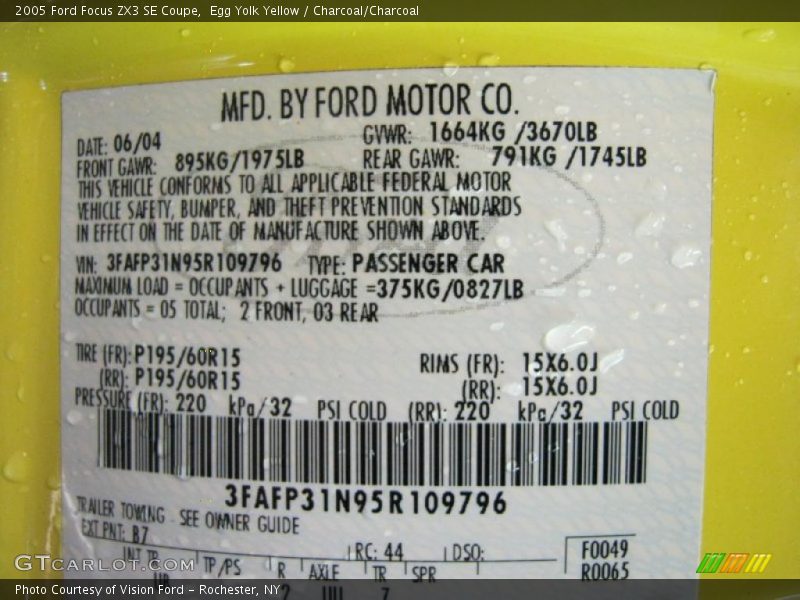 2005 Ford Focus ZX3 SE Coupe,  Egg Yolk Yellow / Charcoal/Charcoal
MFD. BY FORD MOTOR CO.
DATE: 06/04 GVWR: 1664KG /3670LB
FRONT GAWR: 895KG/1975LB REAR GAWR: 791KG /1745LB
THIS VEHICLE CONFORMS TO ALL APPLICABLE FEDERAL MOTOR
VEHICLE SAFETY, BUMPER, AND THEFT PREVENTION STANDARDS
IN EFFECT ON THE DATE OF MANUFACTURE SHOWN ABOVE.
VIN: 3FAFP31N95R109796 TYPE: PASSENGER CAR
MAXIMUM LOAD = OCCUPANTS + LUGGAGE =375KG/0827LB
OCCUPANTS = 05 TOTAL; 2 FRONT, 03 REAR
TIRE (FR): P195/60R15 RIMS (FR): 15X6.0J
(RR): P195/60R15 (RR): 15X6.0J
PRESSURE (FR): 220 kPa/32 PSI COLD (RR): 220 kPa/32 PSI COLD
3FAFP31N95R109796
TRAILER TOWING - SEE OWNER GUIDE
EXT PNT: B7
RC: 44 DSO: F0049
INT TR TP/PS R AXLE TR SPR R0065
GTCarLot.com
Photo Courtesy of Vision Ford – Rochester, NY